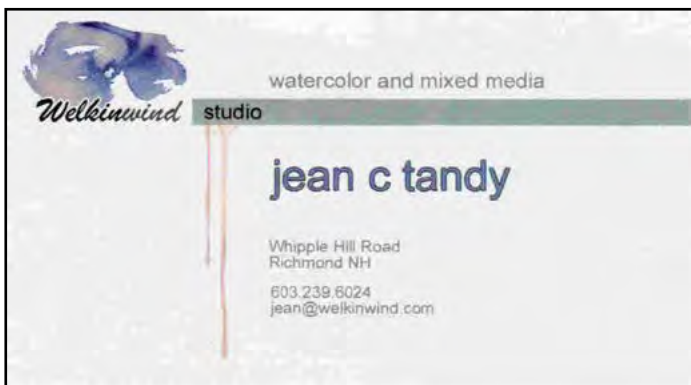 watercolor and mixed media
Welkinwind studio
jean c tandy
Whipple Hill Road
Richmond NH
603.239.6024
jean@welkinwind.com